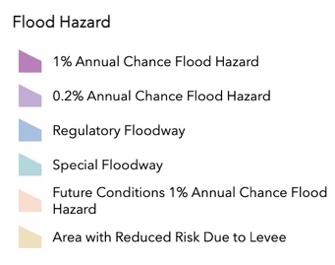 Flood Hazard
1% Annual Chance Flood Hazard
0.2% Annual Chance Flood Hazard
Regulatory Floodway
Special Floodway
Future Conditions 1% Annual Chance Flood
Hazard
Area with Reduced Risk Due to Levee